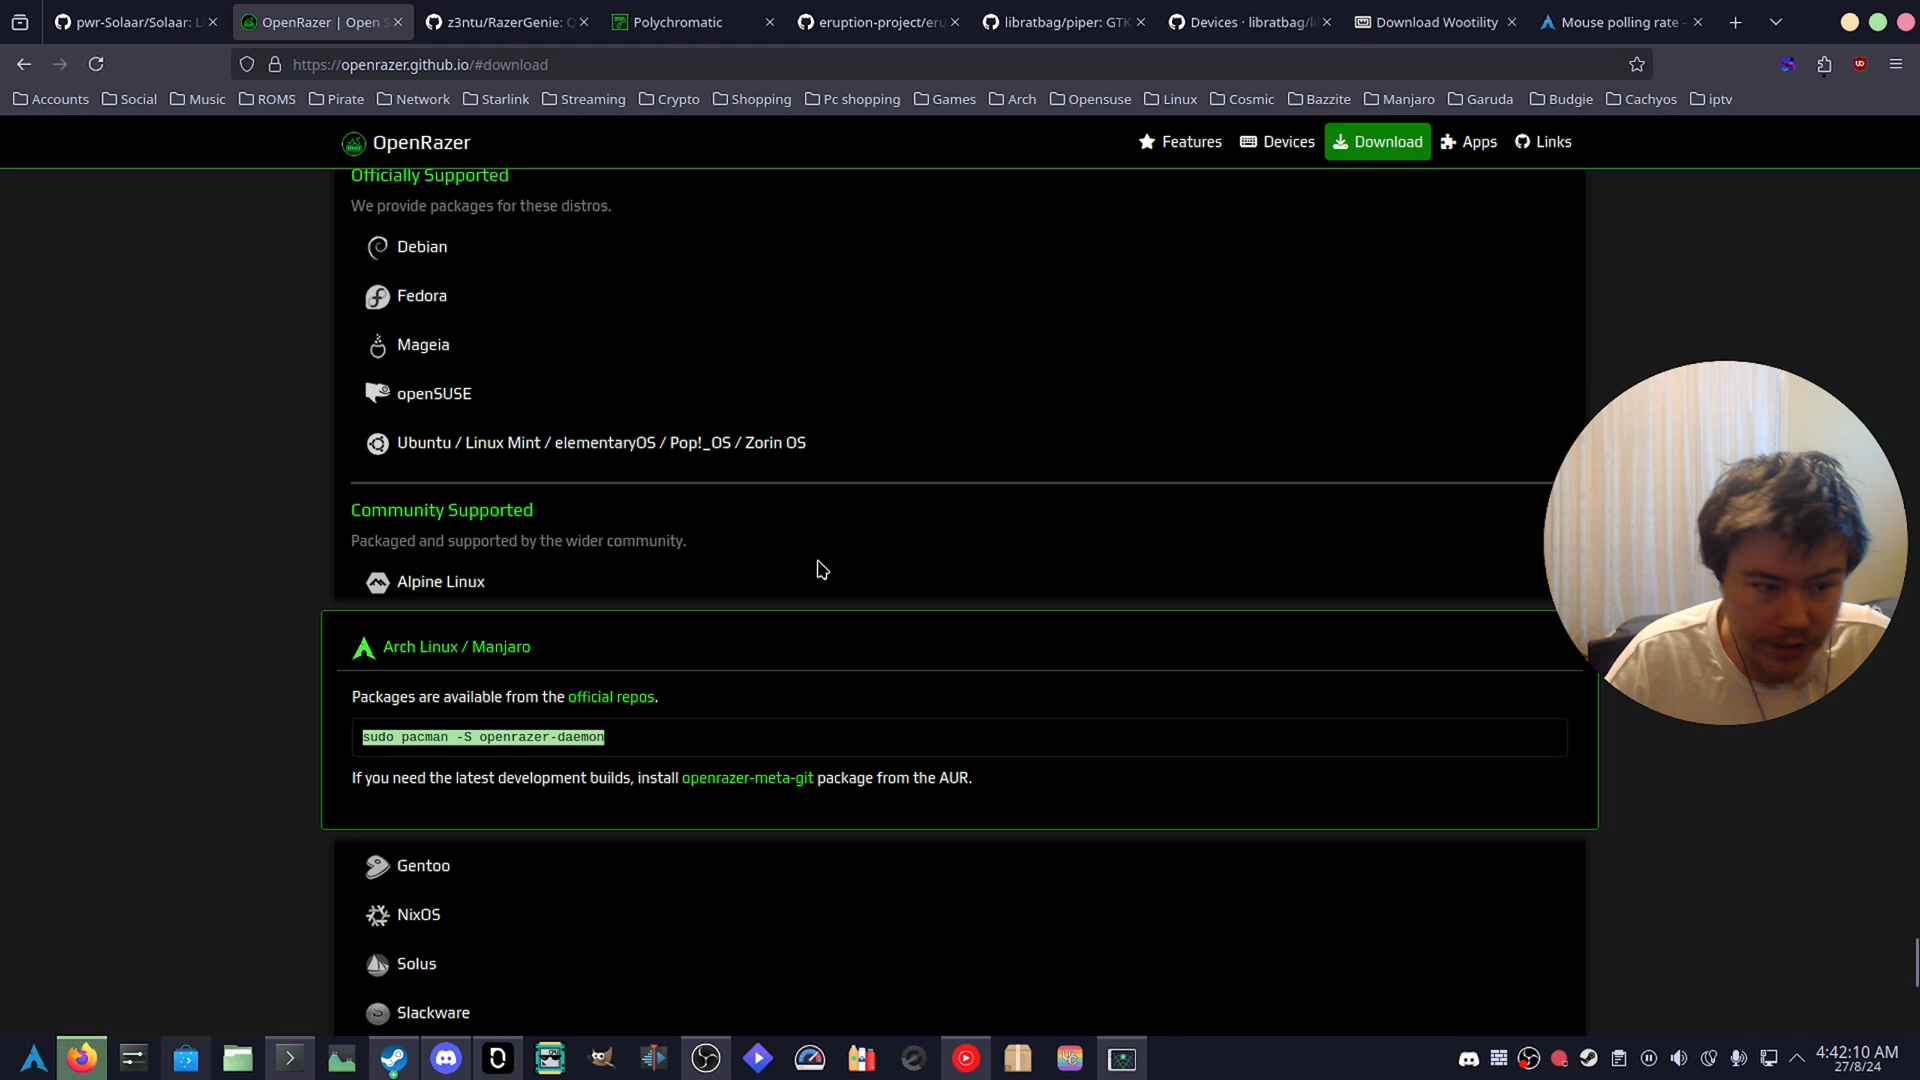 pwr-Solaar/Solaar: Li
OpenRazer | Open S
z3ntu/RazerGenie: Q
Polychromatic
eruption-project/eru
libratbag/piper: GTK
Devices · libratbag/li
Download Wootility
Mouse polling rate -
https://openrazer.github.io/#download
Accounts
Social
Music
ROMS
Pirate
Network
Starlink
Streaming
Crypto
Shopping
Pc shopping
Games
Arch
Opensuse
Linux
Cosmic
Bazzite
Manjaro
Garuda
Budgie
Cachyos
iptv
OpenRazer
Features
Devices
Download
Apps
Links
Officially Supported
We provide packages for these distros.
Debian
Fedora
Mageia
openSUSE
Ubuntu / Linux Mint / elementaryOS / Pop!_OS / Zorin OS
Community Supported
Packaged and supported by the wider community.
Alpine Linux
Arch Linux / Manjaro
Packages are available from the official repos.
sudo pacman -S openrazer-daemon
If you need the latest development builds, install openrazer-meta-git package from the AUR.
Gentoo
NixOS
Solus
Slackware
4:42:10 AM
27/8/24